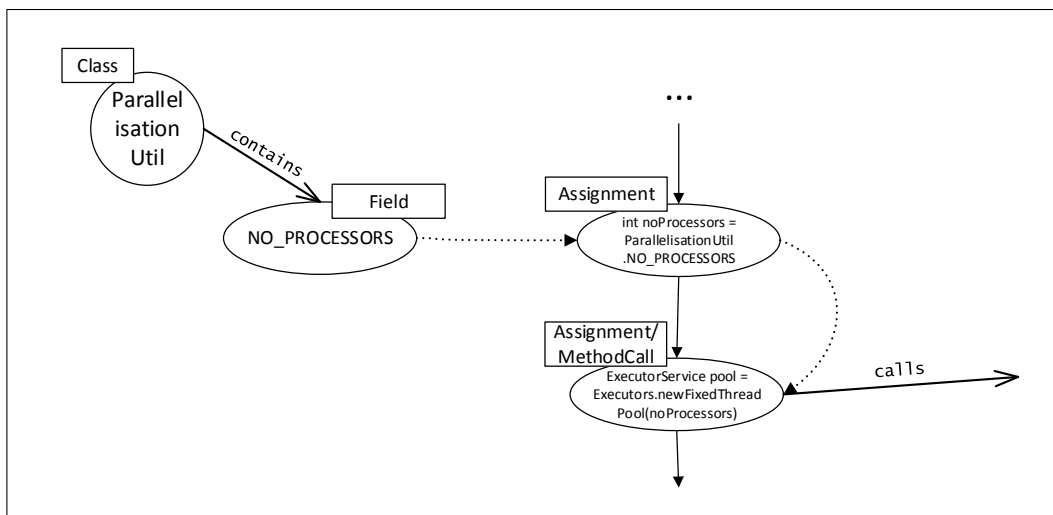 Class
Parallel
isation
Util
contains
Field
NO_PROCESSORS
...
Assignment
int noProcessors =
ParallelisationUtil
.NO_PROCESSORS
Assignment/
MethodCall
ExecutorService pool =
Executors.newFixedThread
Pool(noProcessors)
calls